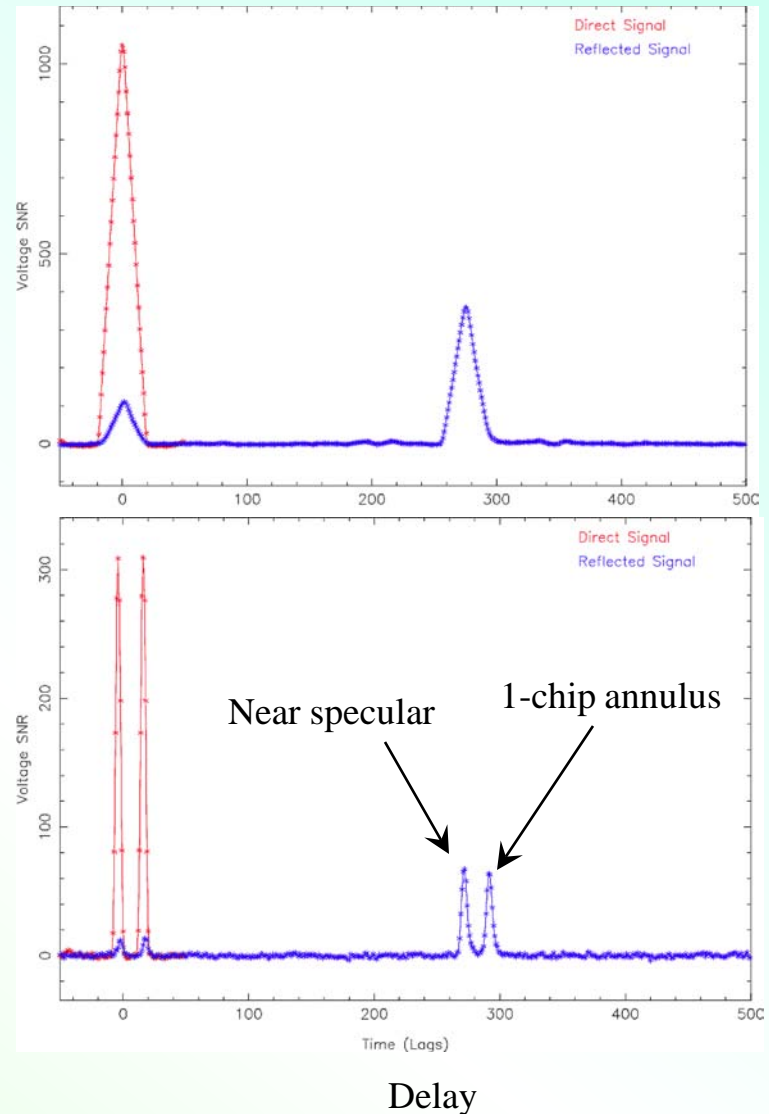 Direct Signal
Reflected Signal
Voltage SNR
1000
500
0
0
100
200
300
400
500
Direct Signal
Reflected Signal
Near specular
1-chip annulus
Voltage SNR
300
200
100
0
0
100
200
300
400
500
Time (Lags)
Delay